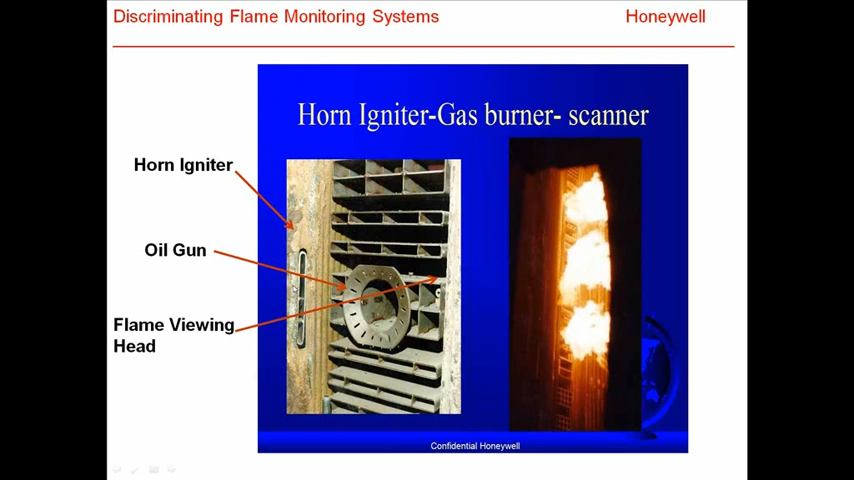 Discriminating Flame Monitoring Systems
Honeywell
Horn Igniter-Gas burner- scanner
Horn Igniter
Oil Gun
Flame Viewing
Head
Confidential Honeywell